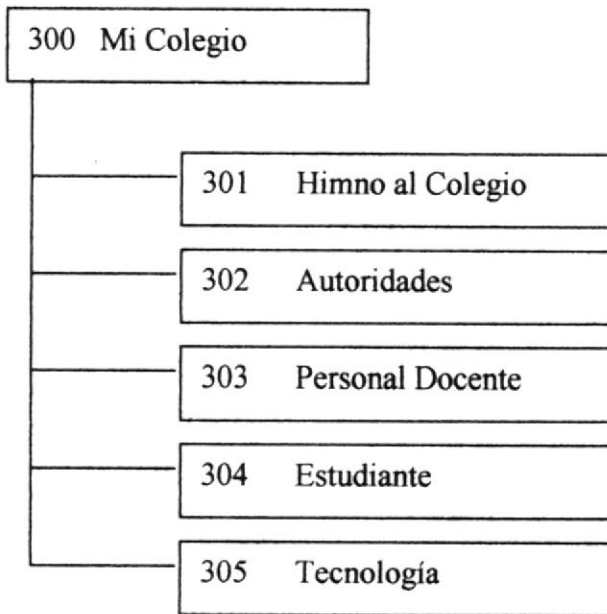 300 Mi Colegio
301 Himno al Colegio
302 Autoridades
303 Personal Docente
304 Estudiante
305 Tecnología